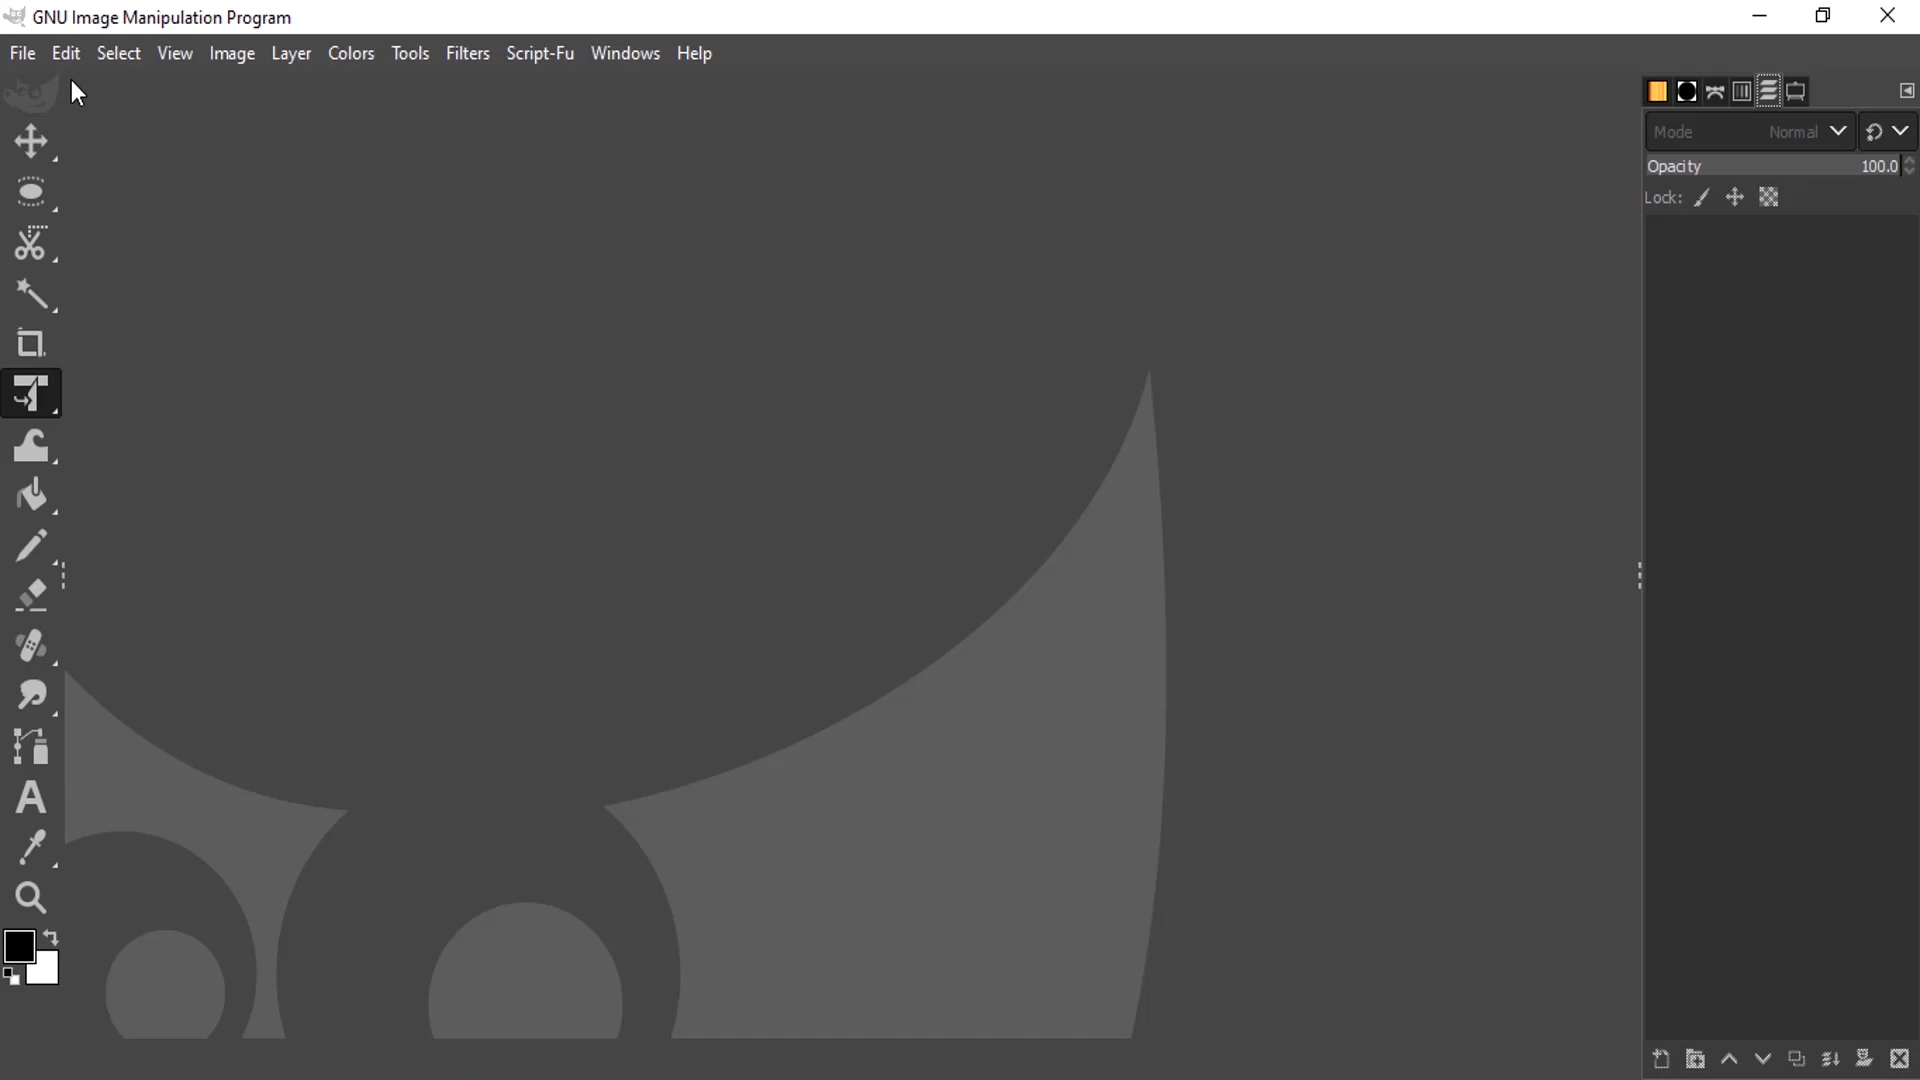 GNU Image Manipulation Program
File Edit Select View Image Layer Colors Tools Filters Script-Fu Windows Help
Mode Normal
Opacity 100.0
Lock: